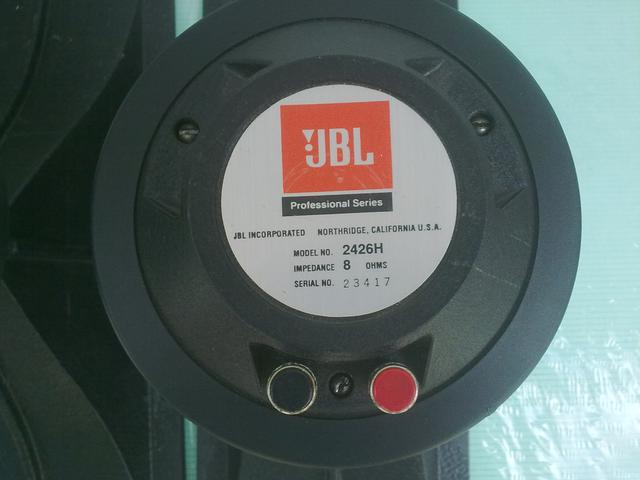 JBL
Professional Series
JBL INCORPORATED NORTHRIDGE, CALIFORNIA U.S.A.
MODEL NO. 2426H
IMPEDANCE 8 OHMS
SERIAL NO. 23417